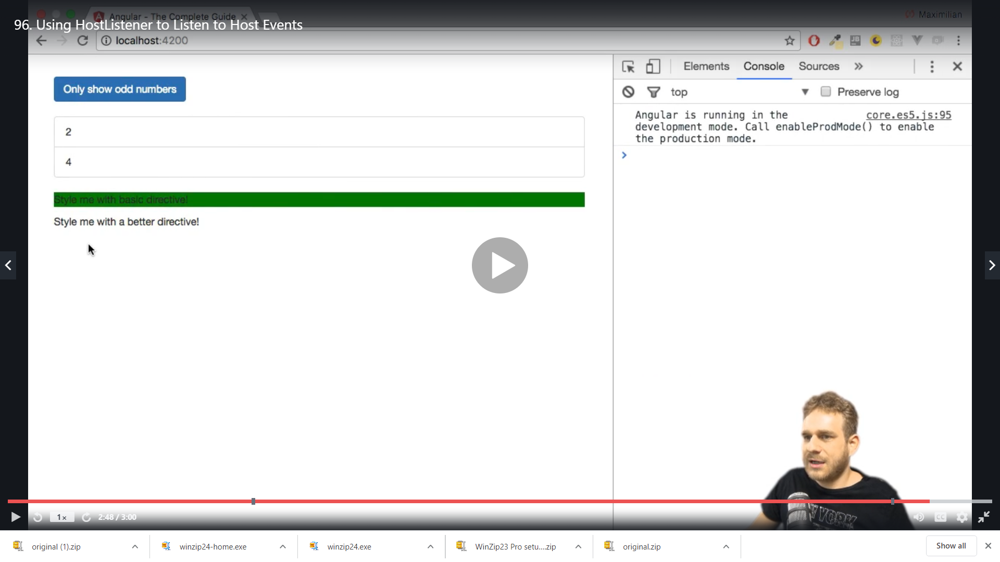 Angular - The Complete Guide
Maximilian
96. Using HostListener to Listen to Host Events
localhost:4200
JB
Elements
Console
Sources
Only show odd numbers
top
Preserve log
Angular is running in the
core.es5.js:95
development mode. Call enableProdMode() to enable
the production mode.
2
4
Style me with basic directive!
Style me with a better directive!
1x
2:48 / 3:00
CC
original (1).zip
winzip24-home.exe
winzip24.exe
WinZip23 Pro setu....zip
original.zip
Show all